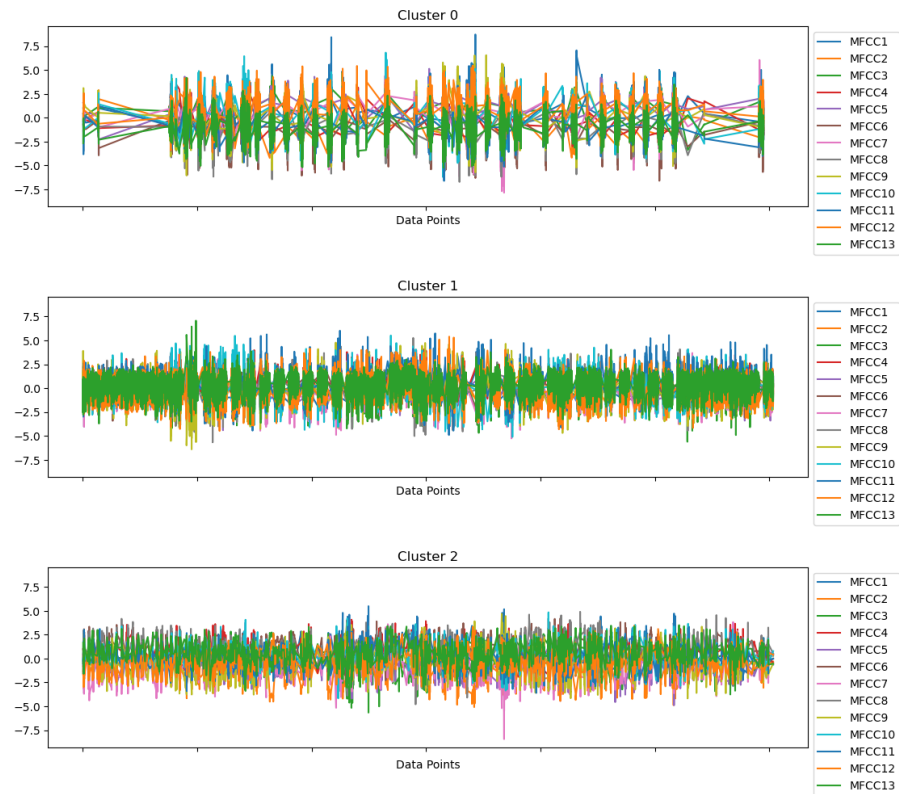 Cluster 0
7.5
5.0
2.5
0.0
−2.5
−5.0
−7.5
Data Points
MFCC1
MFCC2
MFCC3
MFCC4
MFCC5
MFCC6
MFCC7
MFCC8
MFCC9
MFCC10
MFCC11
MFCC12
MFCC13
Cluster 1
7.5
5.0
2.5
0.0
−2.5
−5.0
−7.5
Data Points
MFCC1
MFCC2
MFCC3
MFCC4
MFCC5
MFCC6
MFCC7
MFCC8
MFCC9
MFCC10
MFCC11
MFCC12
MFCC13
Cluster 2
7.5
5.0
2.5
0.0
−2.5
−5.0
−7.5
Data Points
MFCC1
MFCC2
MFCC3
MFCC4
MFCC5
MFCC6
MFCC7
MFCC8
MFCC9
MFCC10
MFCC11
MFCC12
MFCC13